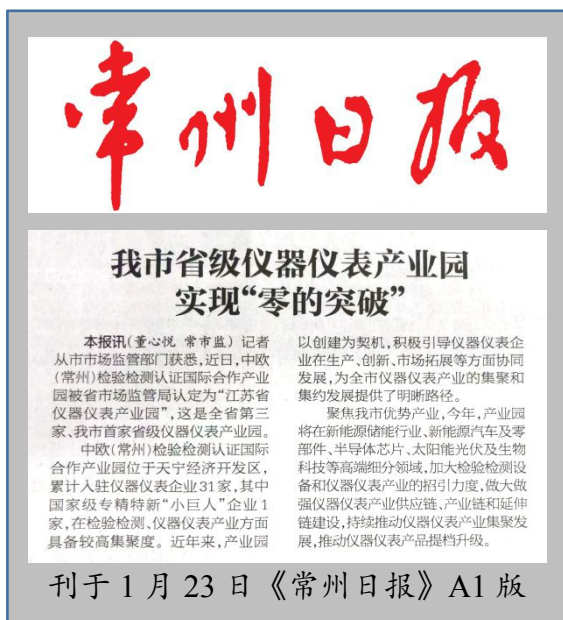 常州日报
我市省级仪器仪表产业园
实现“零的突破”
本报讯(董心悦 常市监) 记者
从市市场监管部门获悉,近日,中欧
(常州)检验检测认证国际合作产业
园被省市场监管局认定为“江苏省
仪器仪表产业园”,这是全省第三
家、我市首家省级仪器仪表产业园。
中欧(常州)检验检测认证国际
合作产业园位于天宁经济开发区,
累计入驻仪器仪表企业31家,其中
国家级专精特新“小巨人”企业1
家,在检验检测、仪器仪表产业方面
具备较高集聚度。近年来,产业园
以创建为契机,积极引导仪器仪表企
业在生产、创新、市场拓展等方面协同
发展,为全市仪器仪表产业的集聚和
集约发展提供了明晰路径。
聚焦我市优势产业,今年,产业园
将在新能源储能行业、新能源汽车及零
部件、半导体芯片、太阳能光伏及生物
科技等高端细分领域,加大检验检测设
备和仪器仪表产业的招引力度,做大做
强仪器仪表产业供应链、产业链和延伸
链建设,持续推动仪器仪表产业集聚发
展,推动仪器仪表产品提档升级。
刊于 1 月 23 日《常州日报》A1 版